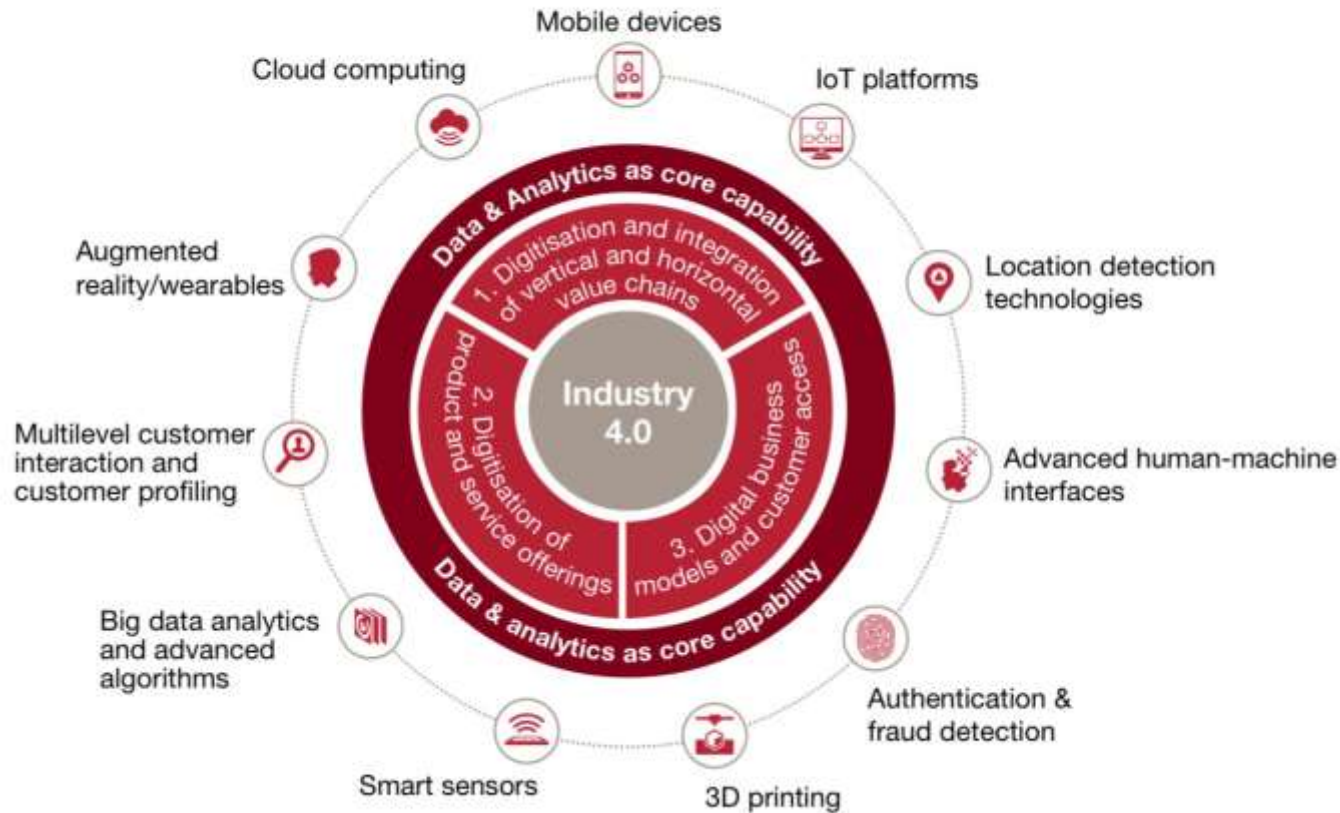 Mobile devices
Cloud computing
IoT platforms
Data & Analytics as core capability
1. Digitisation and integration
of vertical and horizontal
value chains
Augmented
reality/wearables
Location detection
technologies
Industry
4.0
2. Digitisation of
product and service offerings
3. Digital business
models and customer access
Multilevel customer
interaction and
customer profiling
Advanced human-machine
interfaces
Data & analytics as core capability
Big data analytics
and advanced
algorithms
Authentication &
fraud detection
Smart sensors
3D printing